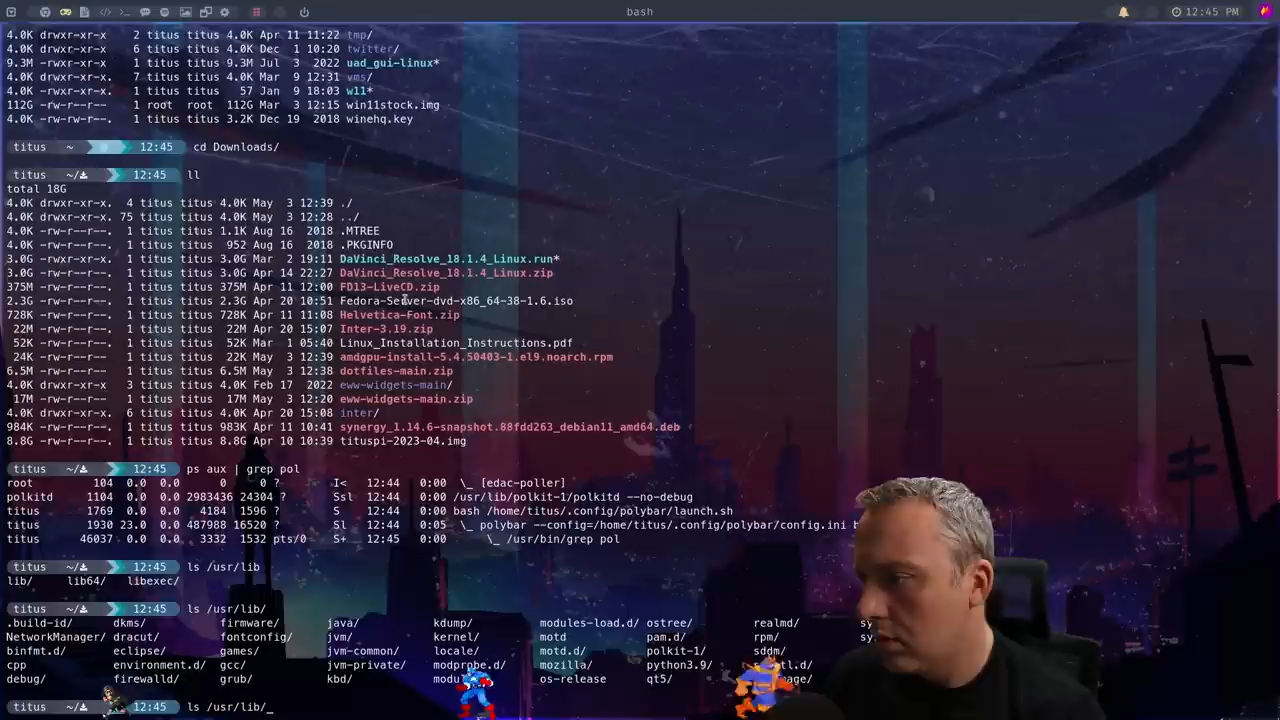 bash
12:45 PM
4.0K drwxr-xr-x 2 titus titus 4.0K Apr 11 11:22 tmp/
4.0K drwxr-xr-x 6 titus titus 4.0K Dec 1 10:20 twitter/
9.3M -rwxr-xr-x 1 titus titus 9.3M Jul 3 2022 uad_gui-linux*
4.0K drwxr-xr-x. 7 titus titus 4.0K Mar 9 12:31 vms/
4.0K -rwxr-xr-x. 1 titus titus 57 Jan 9 18:03 w11*
112G -rw-r--r-- 1 root root 112G Mar 3 12:15 win11stock.img
4.0K -rw-rw-r--. 1 titus titus 3.2K Dec 19 2018 winehq.key
titus ~ 12:45 cd Downloads/
titus ~/ 12:45 ll
total 18G
4.0K drwxr-xr-x. 4 titus titus 4.0K May 3 12:39 ./
4.0K drwxr-xr-x. 75 titus titus 4.0K May 3 12:28 ../
4.0K -rw-r--r--. 1 titus titus 1.1K Aug 16 2018 .MTREE
4.0K -rw-r--r--. 1 titus titus 952 Aug 16 2018 .PKGINFO
3.0G -rwxr-xr-x. 1 titus titus 3.0G Mar 2 19:11 DaVinci_Resolve_18.1.4_Linux.run*
3.0G -rw-r--r--. 1 titus titus 3.0G Apr 14 22:27 DaVinci_Resolve_18.1.4_Linux.zip
375M -rw-r--r--. 1 titus titus 375M Apr 11 12:00 FD13-LiveCD.zip
2.3G -rw-r--r--. 1 titus titus 2.3G Apr 20 10:51 Fedora-Server-dvd-x86_64-38-1.6.iso
728K -rw-r--r--. 1 titus titus 728K Apr 11 11:08 Helvetica-Font.zip
22M -rw-r--r--. 1 titus titus 22M Apr 20 15:07 Inter-3.19.zip
52K -rw-r--r--. 1 titus titus 52K Mar 1 05:40 Linux_Installation_Instructions.pdf
24K -rw-r--r-- 1 titus titus 22K May 3 12:39 amdgpu-install-5.4.50403-1.el9.noarch.rpm
6.5M -rw-r--r-- 1 titus titus 6.5M May 3 12:38 dotfiles-main.zip
4.0K drwxr-xr-x 3 titus titus 4.0K Feb 17 2022 eww-widgets-main/
17M -rw-r--r-- 1 titus titus 17M May 3 12:20 eww-widgets-main.zip
4.0K drwxr-xr-x. 6 titus titus 4.0K Apr 20 15:08 inter/
984K -rw-r--r--. 1 titus titus 983K Apr 11 10:41 synergy_1.14.6-snapshot.88fdd263_debian11_amd64.deb
8.8G -rw-r--r--. 1 titus titus 8.8G Apr 10 10:39 tituspi-2023-04.img
titus ~/ 12:45 ps aux | grep pol
root 104 0.0 0.0 0 0 ? I< 12:44 0:00 \_ [edac-poller]
polkitd 1104 0.0 0.0 2983436 24304 ? Ssl 12:44 0:00 /usr/lib/polkit-1/polkitd --no-debug
titus 1769 0.0 0.0 4184 1596 ? S 12:44 0:00 bash /home/titus/.config/polybar/launch.sh
titus 1930 23.0 0.0 487988 16520 ? Sl 12:44 0:05 \_ polybar --config=/home/titus/.config/polybar/config.ini
titus 46037 0.0 0.0 3332 1532 pts/0 S+ 12:45 0:00 \_ /usr/bin/grep pol
titus ~/ 12:45 ls /usr/lib
lib/ lib64/ libexec/
titus ~/ 12:45 ls /usr/lib/
.build-id/ dkms/ firmware/ java/ kdump/ modules-load.d/ ostree/ realmd/ sy
NetworkManager/ dracut/ fontconfig/ jvm/ kernel/ motd pam.d/ rpm/ sy
binfmt.d/ eclipse/ games/ jvm-common/ locale/ motd.d/ polkit-1/ sddm/
cpp environment.d/ gcc/ jvm-private/ modprobe.d/ mozilla/ python3.9/
debug/ firewalld/ grub/ kbd/ os-release qt5/
titus ~/ 12:45 ls /usr/lib/_